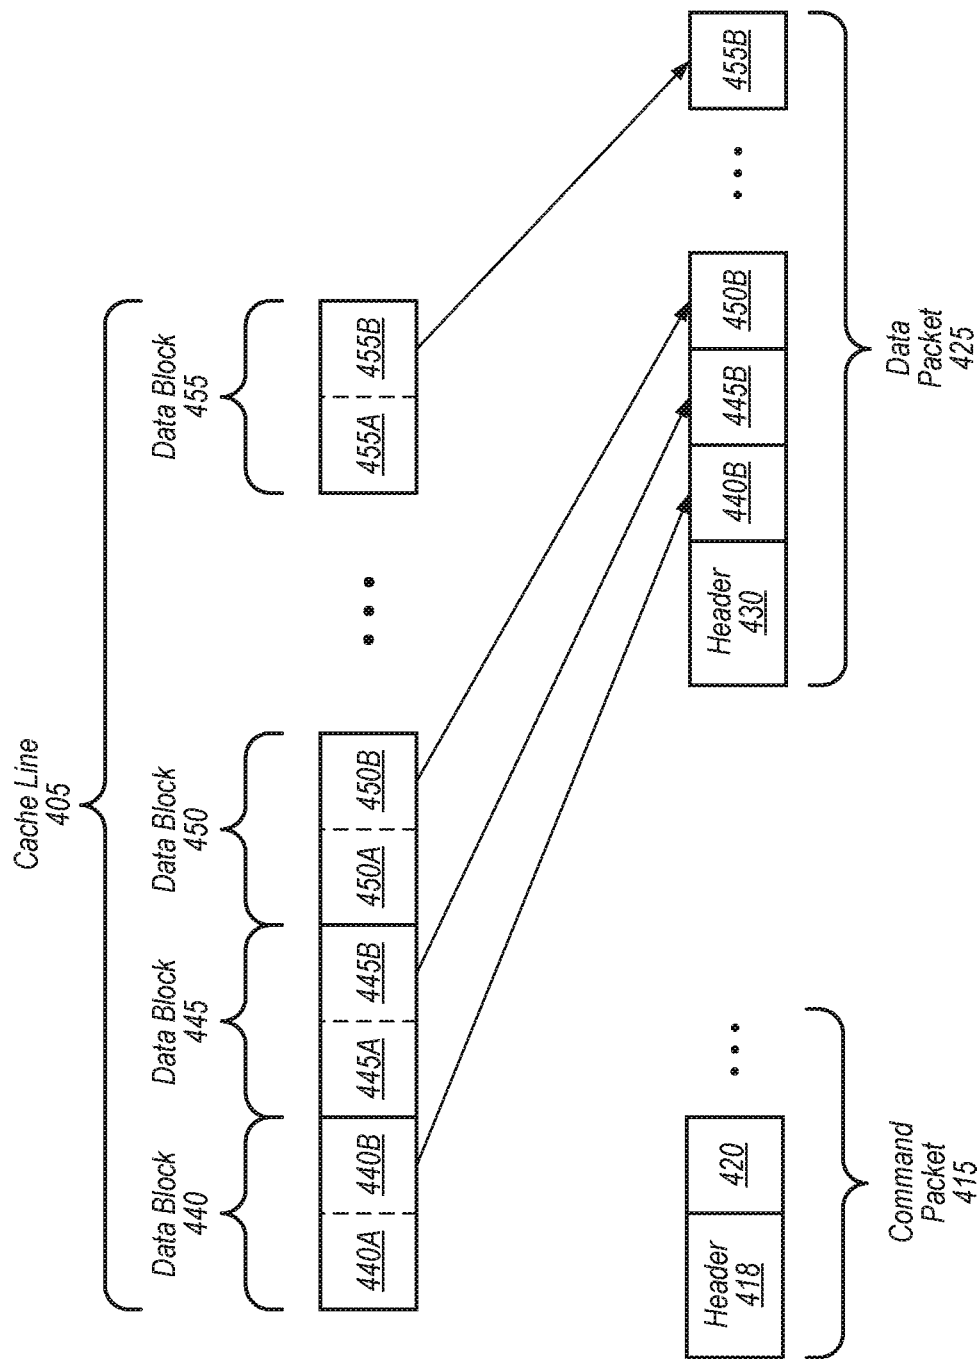 Cache Line
405
Data Block
440
Data Block
445
Data Block
450
Data Block
455
440A
440B
445A
445B
450A
450B
455A
455B
Header
418
420
Header
430
440B
445B
450B
455B
Command
Packet
415
Data
Packet
425